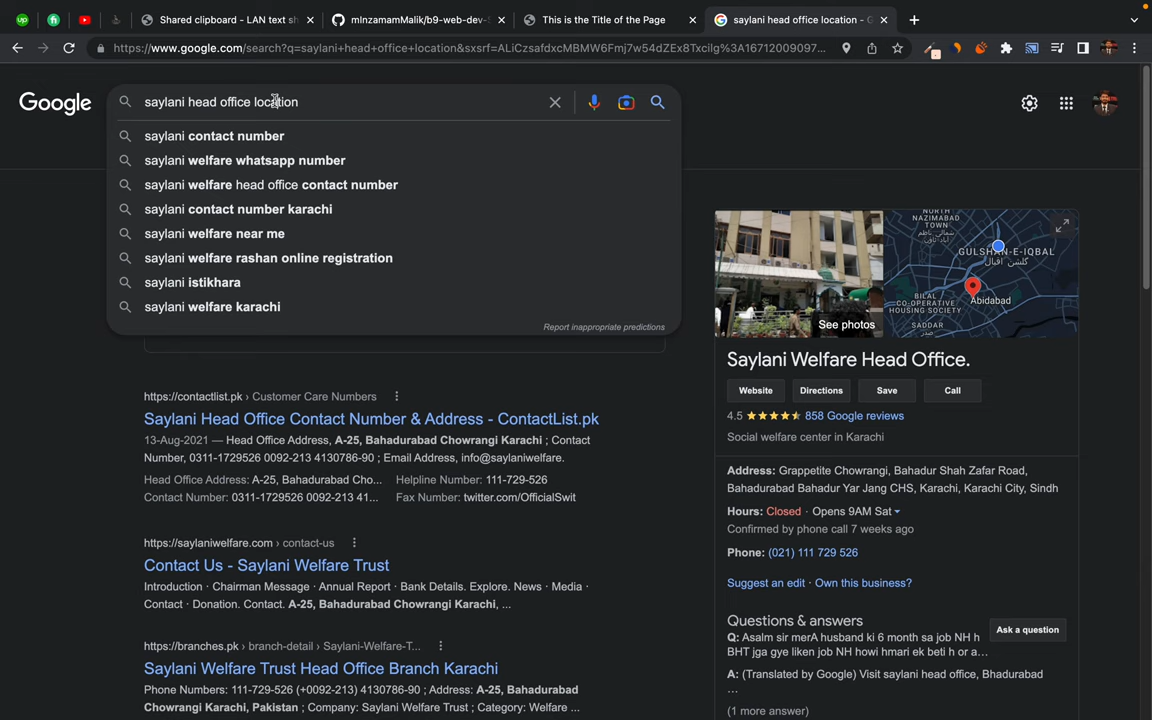 Shared clipboard - LAN text sh
mInzamamMalik/b9-web-dev-
This is the Title of the Page
saylani head office location - G
https://www.google.com/search?q=saylani+head+office+location&sxsrf=ALiCzsafdxcMBMW6Fmj7w54dZEx8Txcilg%3A1671200909​7...
Google
saylani head office location
saylani contact number
saylani welfare whatsapp number
saylani welfare head office contact number
saylani contact number karachi
saylani welfare near me
saylani welfare rashan online registration
saylani istikhara
saylani welfare karachi
Report inappropriate predictions
https://contactlist.pk › Customer Care Numbers
Saylani Head Office Contact Number & Address - ContactList.pk
13-Aug-2021 — Head Office Address, A-25, Bahadurabad Chowrangi Karachi ; Contact
Number, 0311-1729526 0092-213 4130786-90 ; Email Address, info@saylaniwelfare.
Head Office Address: A-25, Bahadurabad Cho... Helpline Number: 111-729-526
Contact Number: 0311-1729526 0092-213 41... Fax Number: twitter.com/OfficialSwit
https://saylaniwelfare.com › contact-us
Contact Us - Saylani Welfare Trust
Introduction · Chairman Message · Annual Report · Bank Details. Explore. News · Media ·
Contact · Donation. Contact. A-25, Bahadurabad Chowrangi Karachi, ...
https://branches.pk › branch-detail › Saylani-Welfare-T...
Saylani Welfare Trust Head Office Branch Karachi
Phone Numbers: 111-729-526 (+0092-213) 4130786-90 ; Address: A-25, Bahadurabad
Chowrangi Karachi, Pakistan ; Company: Saylani Welfare Trust ; Category: Welfare ...
See photos
NORTH
NAZIMABAD
شمالی ناظم
آباد
GULSHAN-E-IQBAL
گلشن اقبال
BILAL
CO-OPERATIVE
HOUSING SOCIETY
Abidabad
SADDAR
صدر
Saylani Welfare Head Office.
Website
Directions
Save
Call
4.5 858 Google reviews
Social welfare center in Karachi
Address: Grappetite Chowrangi, Bahadur Shah Zafar Road,
Bahadurabad Bahadur Yar Jang CHS, Karachi, Karachi City, Sindh
Hours: Closed · Opens 9AM Sat
Confirmed by phone call 7 weeks ago
Phone: (021) 111 729 526
Suggest an edit · Own this business?
Questions & answers
Q: Asalm sir merA husband ki 6 month sa job NH h
BHT jga gye liken job NH howi hmari ek beti h or a...
Ask a question
A: (Translated by Google) Visit saylani head office, Bhadurabad
...
(1 more answer)